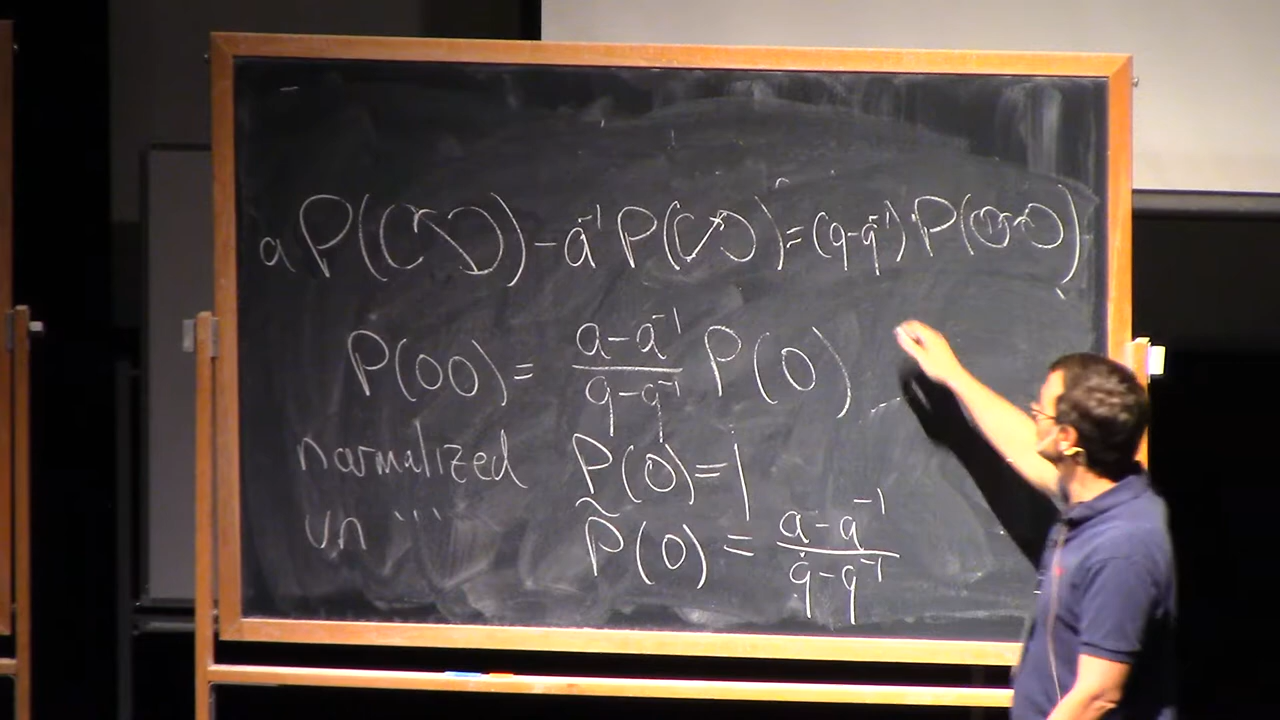 aP( ) - a⁻¹P( ) = (q-q⁻¹)P( )
P(OO) = (a-a⁻¹)/(q-q⁻¹) P(O)
normalized P(O) = 1
un """ P̃(O) = (a-a⁻¹)/(q-q⁻¹)